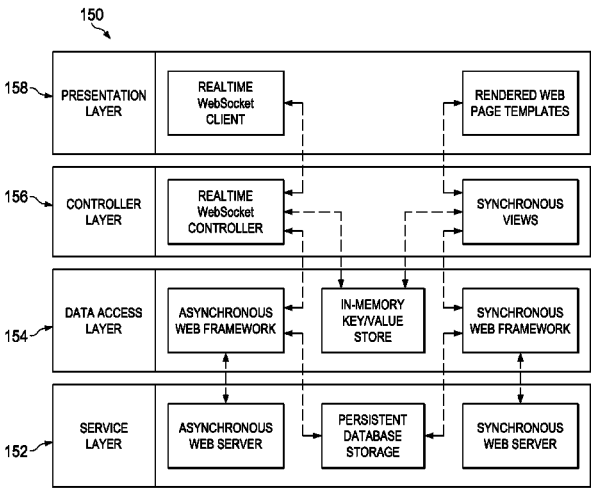 150
158
PRESENTATION
LAYER
REALTIME
WebSocket
CLIENT
RENDERED WEB
PAGE TEMPLATES
156
CONTROLLER
LAYER
REALTIME
WebSocket
CONTROLLER
SYNCHRONOUS
VIEWS
154
DATA ACCESS
LAYER
ASYNCHRONOUS
WEB FRAMEWORK
IN-MEMORY
KEY/VALUE
STORE
SYNCHRONOUS
WEB FRAMEWORK
152
SERVICE
LAYER
ASYNCHRONOUS
WEB SERVER
PERSISTENT
DATABASE
STORAGE
SYNCHRONOUS
WEB SERVER